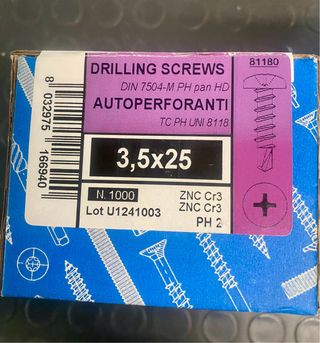 DRILLING SCREWS
81180
DIN 7504-M PH pan HD
AUTOPERFORANTI
TC PH UNI 8118
3,5x25
N. 1000
ZNC Cr3
Lot U1241003
ZNC Cr3
PH 2
8 032975 166940